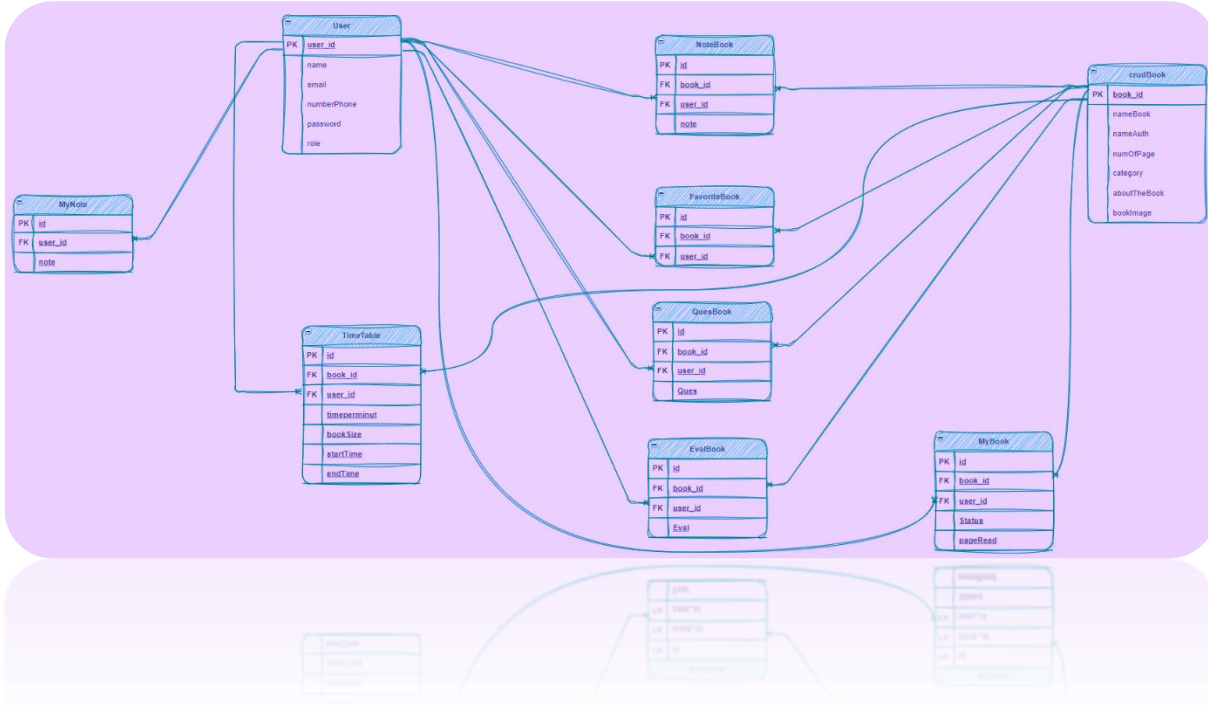 User
PK user_id
name
email
numberPhone
password
role
NoteBook
PK id
FK book_id
FK user_id
note
crudBook
PK book_id
nameBook
nameAuth
numOfPage
category
aboutTheBook
bookImage
MyNote
PK id
FK user_id
note
FavoriteBook
PK id
FK book_id
FK user_id
TimeTable
PK id
FK book_id
FK user_id
timeperminut
bookSize
startTime
endTime
QuesBook
PK id
FK book_id
FK user_id
Ques
EvalBook
PK id
FK book_id
FK user_id
Eval
MyBook
PK id
FK book_id
FK user_id
Status
pageRead